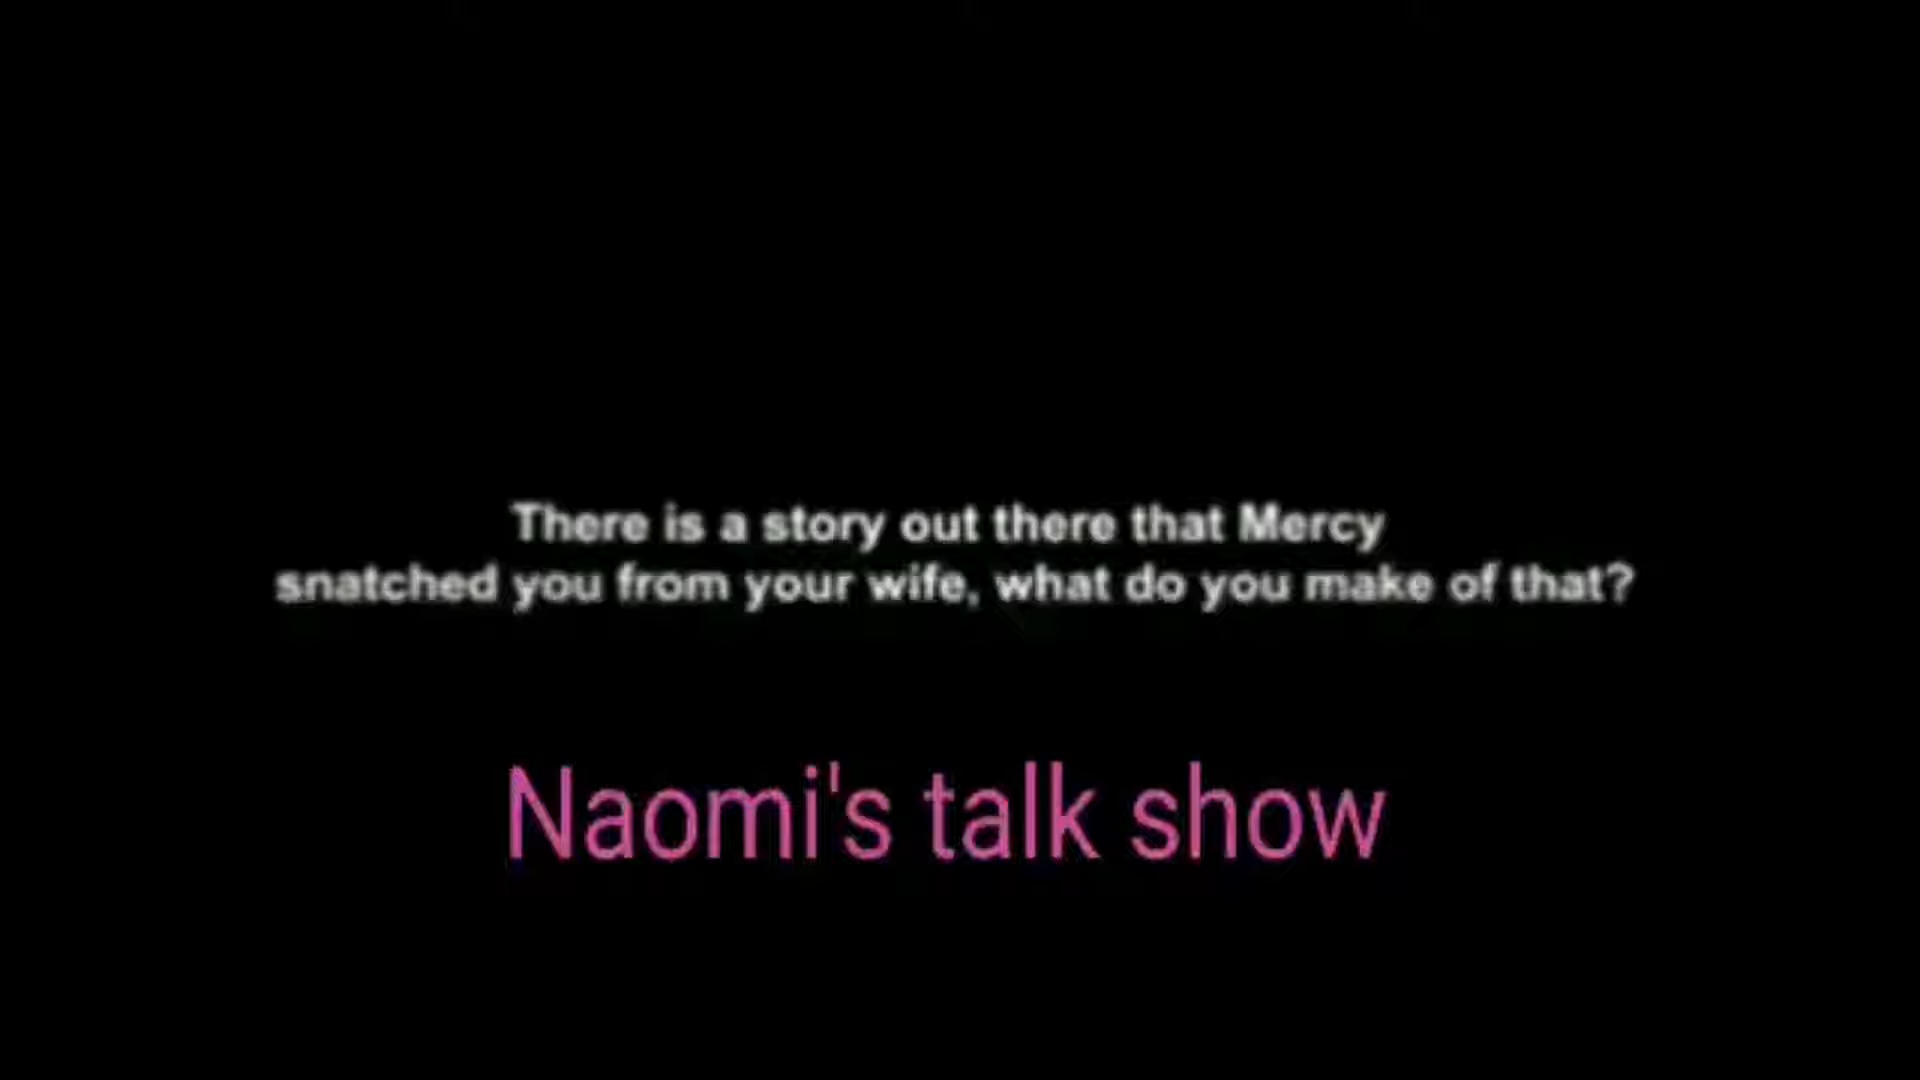 There is a story out there that Mercy
snatched you from your wife, what do you make of that?
Naomi's talk show